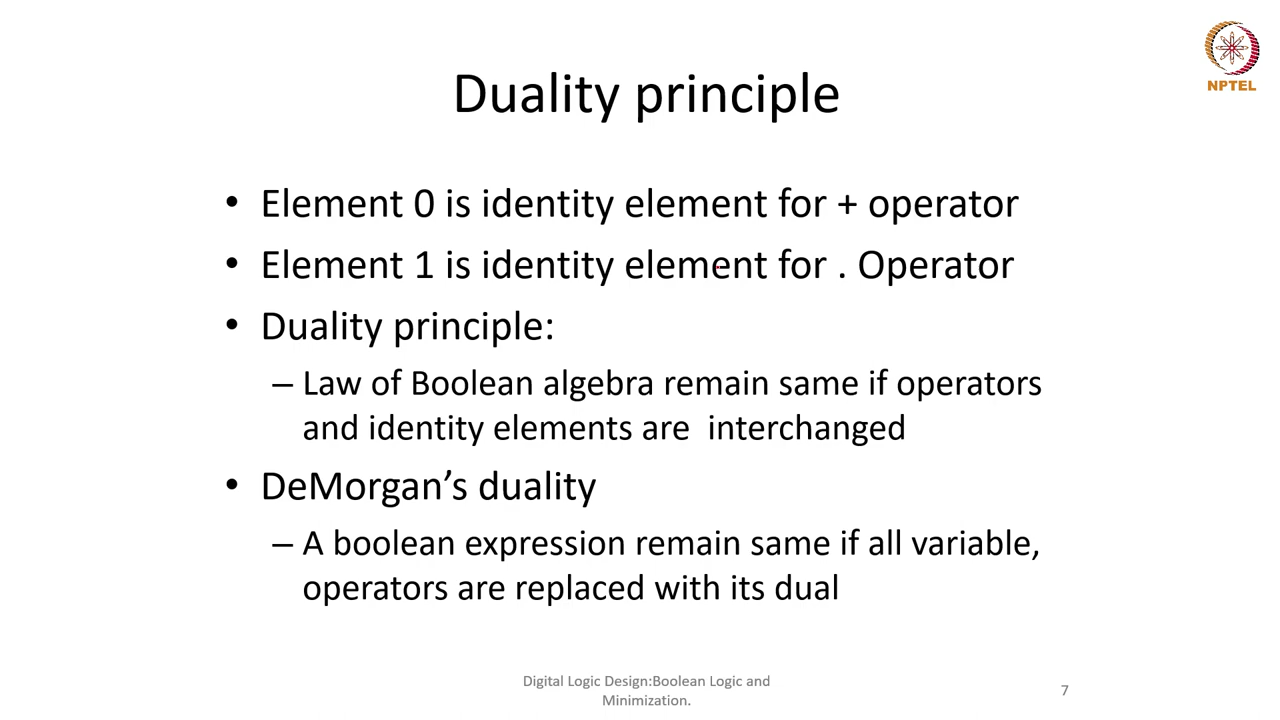 NPTEL
Duality principle
• Element 0 is identity element for + operator
• Element 1 is identity element for . Operator
• Duality principle:
– Law of Boolean algebra remain same if operators
and identity elements are interchanged
• DeMorgan’s duality
– A boolean expression remain same if all variable,
operators are replaced with its dual
Digital Logic Design:Boolean Logic and
Minimization.
7